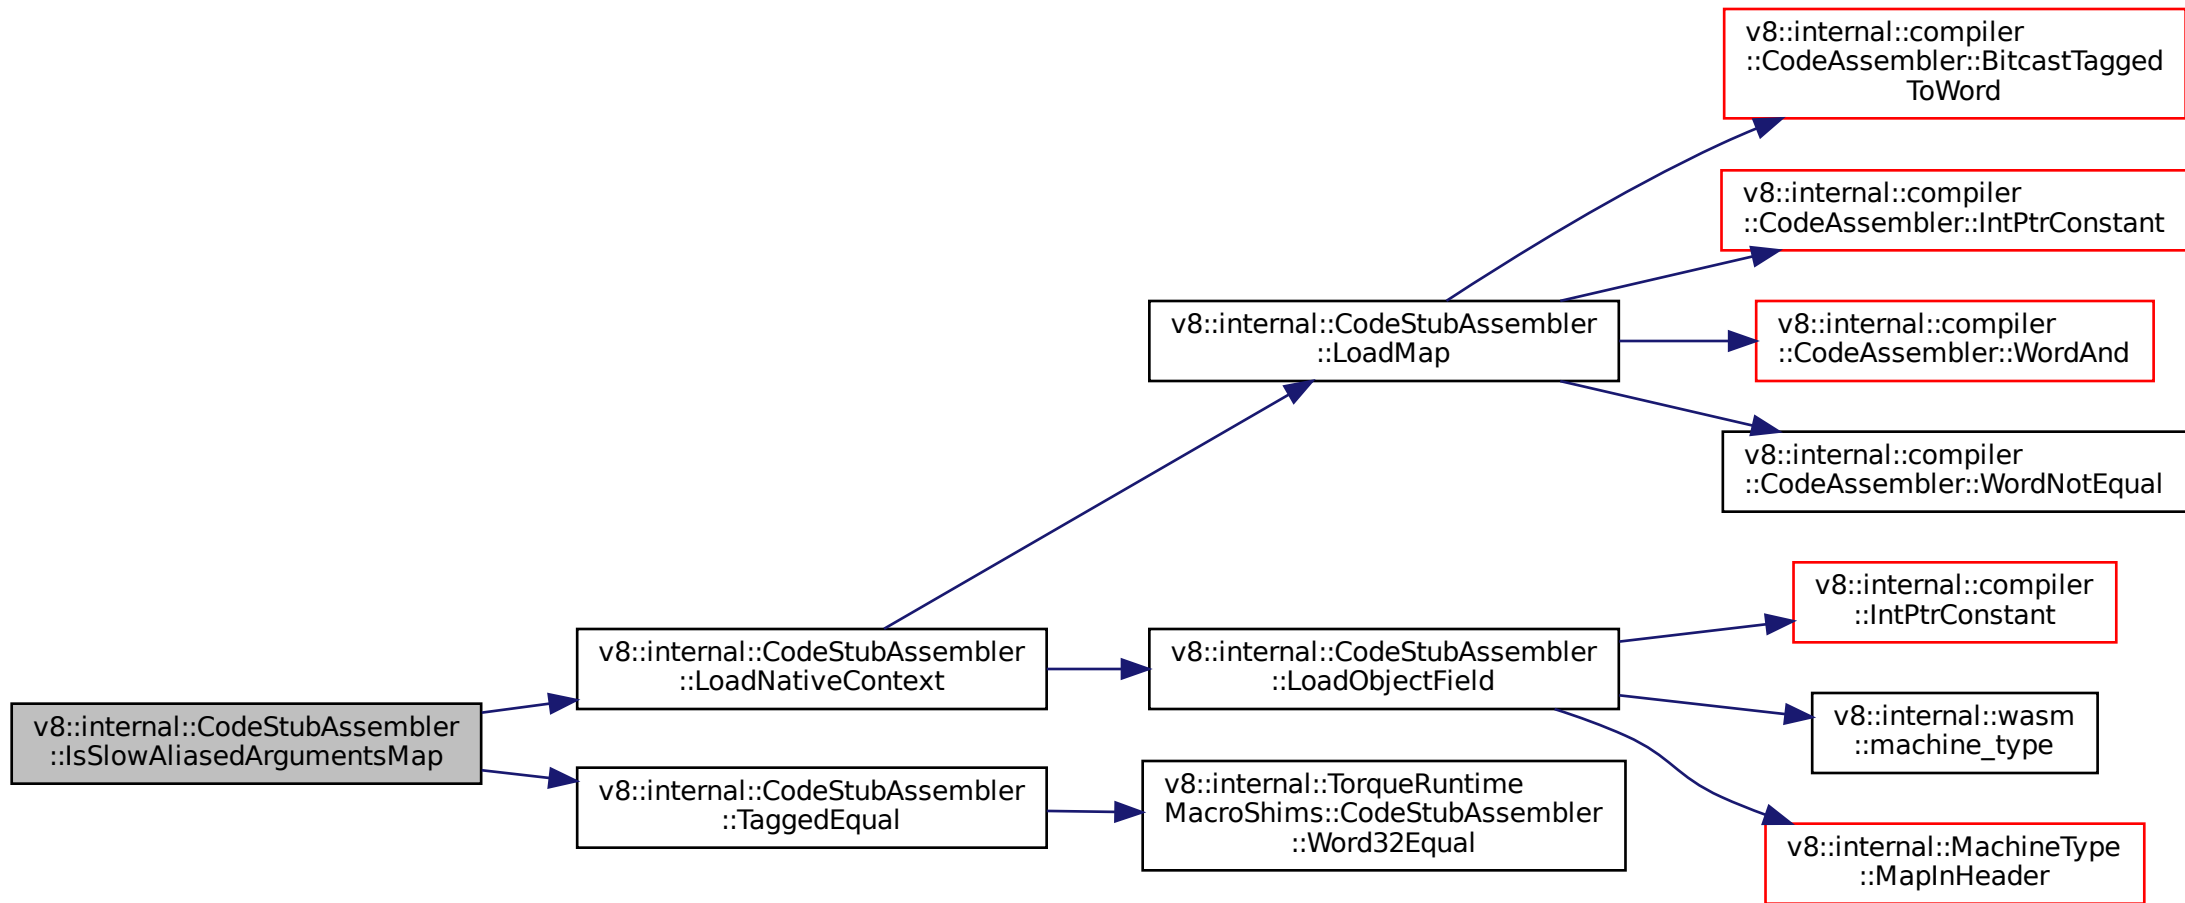 v8::internal::compiler
::CodeAssembler::BitcastTagged
ToWord
v8::internal::compiler
::CodeAssembler::IntPtrConstant
v8::internal::CodeStubAssembler
::LoadMap
v8::internal::compiler
::CodeAssembler::WordAnd
v8::internal::compiler
::CodeAssembler::WordNotEqual
v8::internal::compiler
::IntPtrConstant
v8::internal::CodeStubAssembler
::LoadNativeContext
v8::internal::CodeStubAssembler
::LoadObjectField
v8::internal::wasm
::machine_type
v8::internal::CodeStubAssembler
::IsSlowAliasedArgumentsMap
v8::internal::CodeStubAssembler
::TaggedEqual
v8::internal::TorqueRuntime
MacroShims::CodeStubAssembler
::Word32Equal
v8::internal::MachineType
::MapInHeader